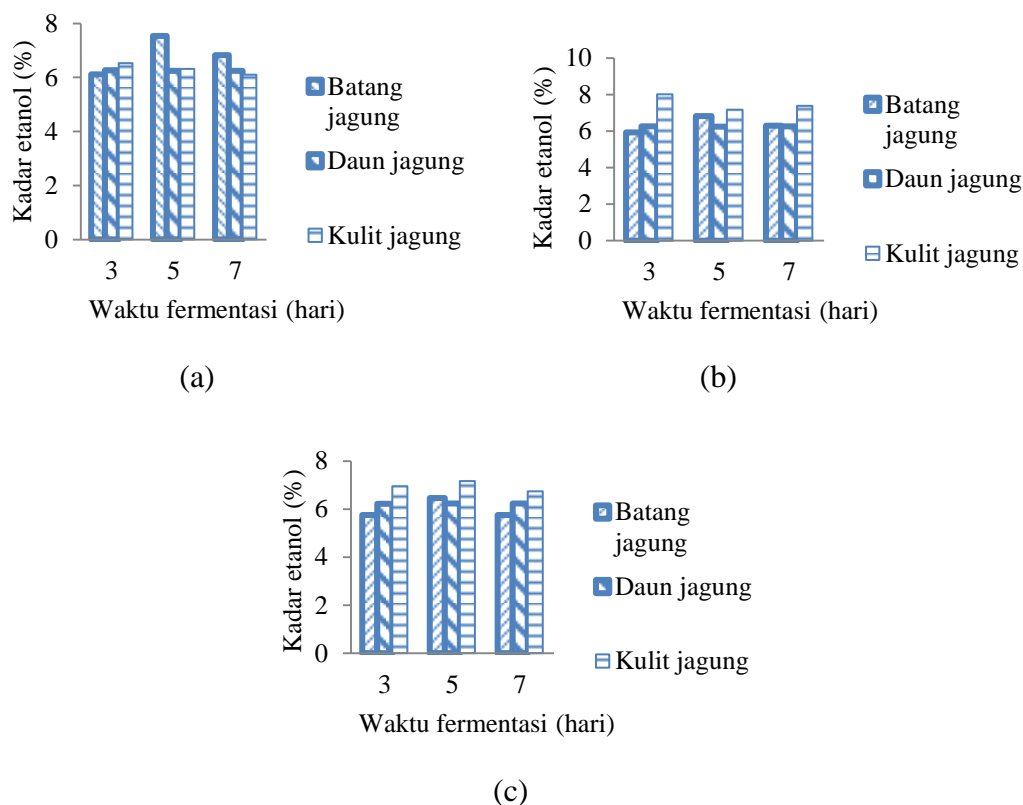 8
6
4
2
0
Kadar etanol (%)
3 5 7
Waktu fermentasi (hari)
Batang
jagung
Daun jagung
Kulit jagung
(a)
10
8
6
4
2
0
Kadar etanol (%)
3 5 7
Waktu fermentasi (hari)
Batang
jagung
Daun jagung
Kulit jagung
(b)
8
6
4
2
0
Kadar etanol (%)
3 5 7
Waktu fermentasi (hari)
Batang
jagung
Daun jagung
Kulit jagung
(c)